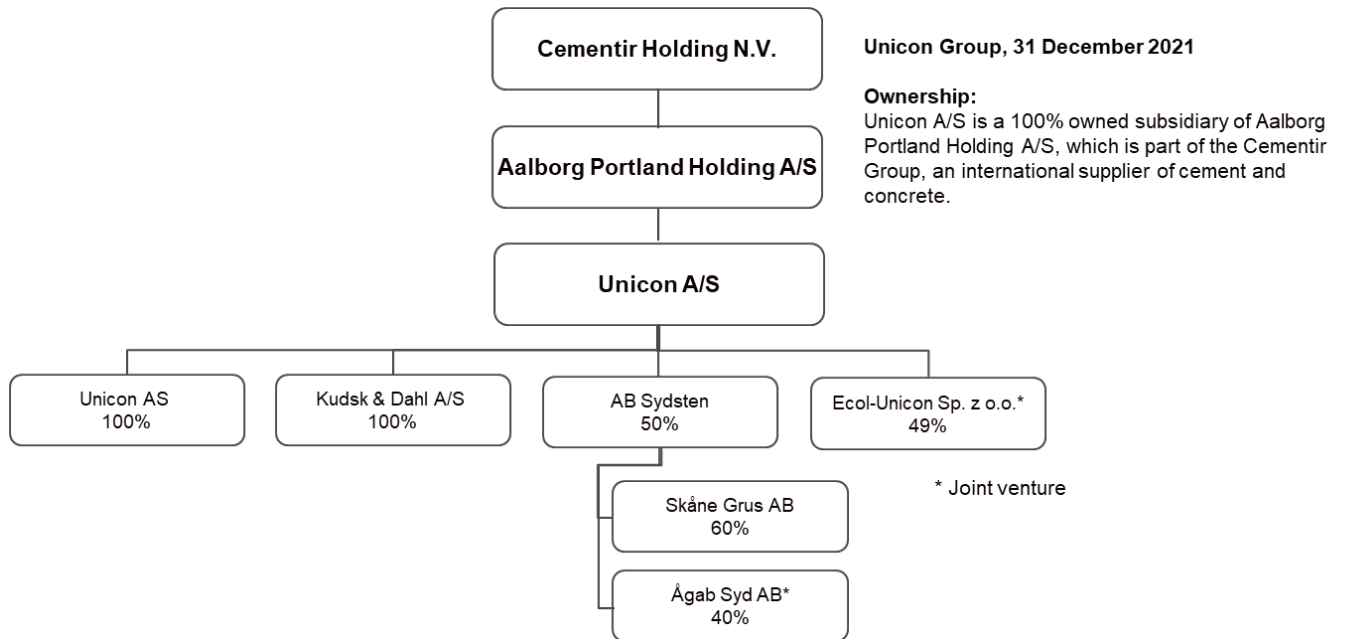 Cementir Holding N.V.
Unicon Group, 31 December 2021
Ownership:
Unicon A/S is a 100% owned subsidiary of Aalborg
Portland Holding A/S, which is part of the Cementir
Group, an international supplier of cement and
concrete.
Aalborg Portland Holding A/S
Unicon A/S
Unicon AS
100%
Kudsk & Dahl A/S
100%
AB Sydsten
50%
Ecol-Unicon Sp. z o.o.*
49%
* Joint venture
Skåne Grus AB
60%
Ågab Syd AB*
40%